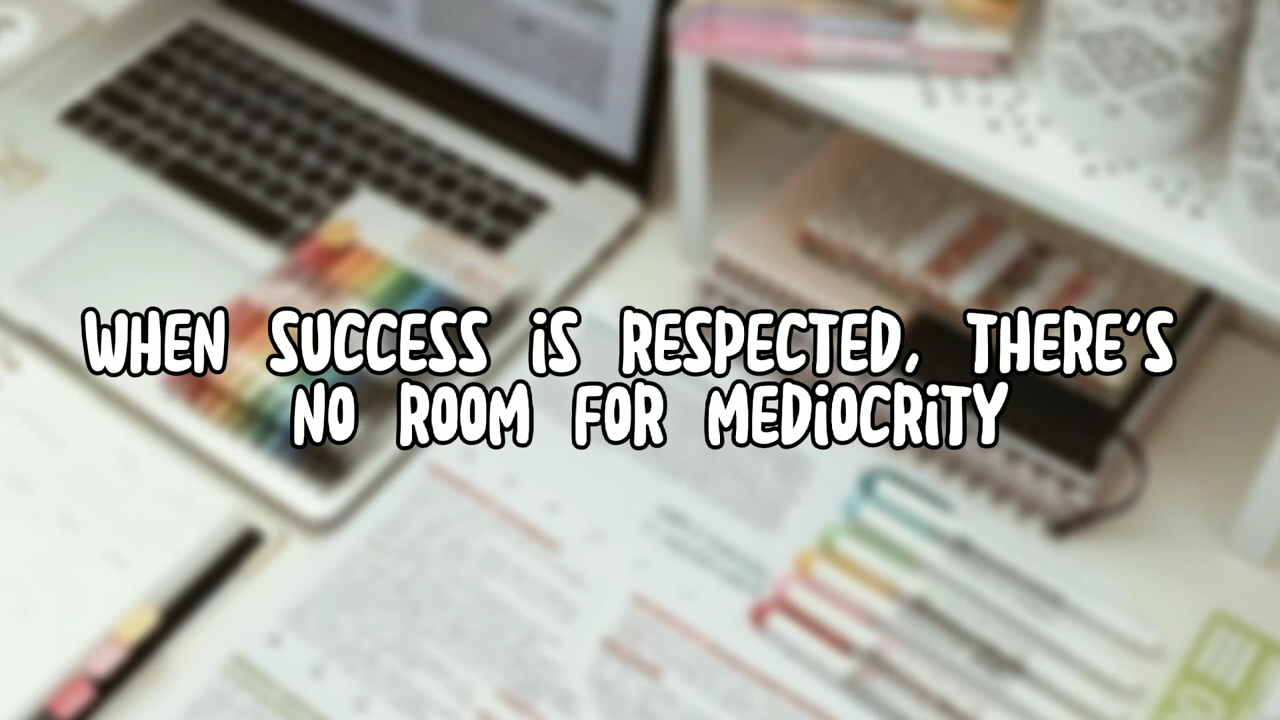 WHEN SUCCESS iS RESPECTED, THERE'S
NO ROOM FOR MEDiOCRiTY